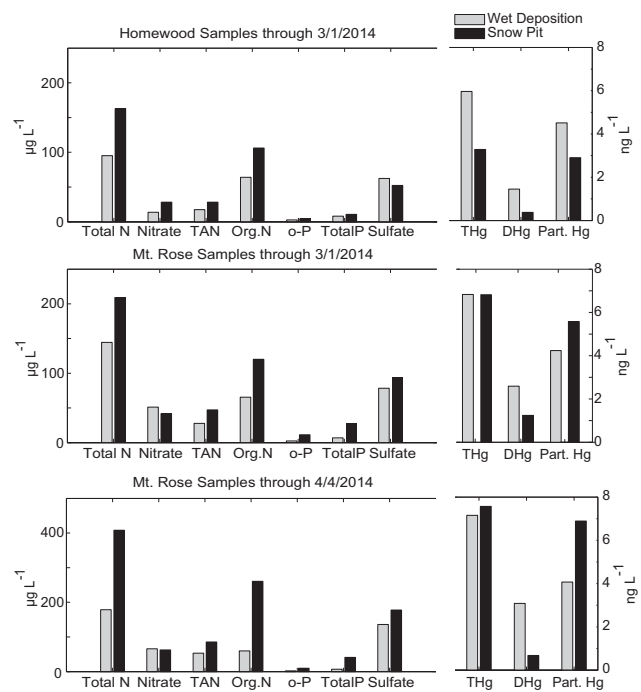 Wet Deposition
Snow Pit
Homewood Samples through 3/1/2014
200
100
0
µg L-1
8
6
4
2
0
ng L-1
Total N Nitrate TAN Org.N o-P TotalP Sulfate
THg DHg Part. Hg
Mt. Rose Samples through 3/1/2014
200
100
0
µg L-1
8
6
4
2
0
ng L-1
Total N Nitrate TAN Org.N o-P TotalP Sulfate
THg DHg Part. Hg
Mt. Rose Samples through 4/4/2014
400
200
0
µg L-1
8
6
4
2
0
ng L-1
Total N Nitrate TAN Org.N o-P TotalP Sulfate
THg DHg Part. Hg